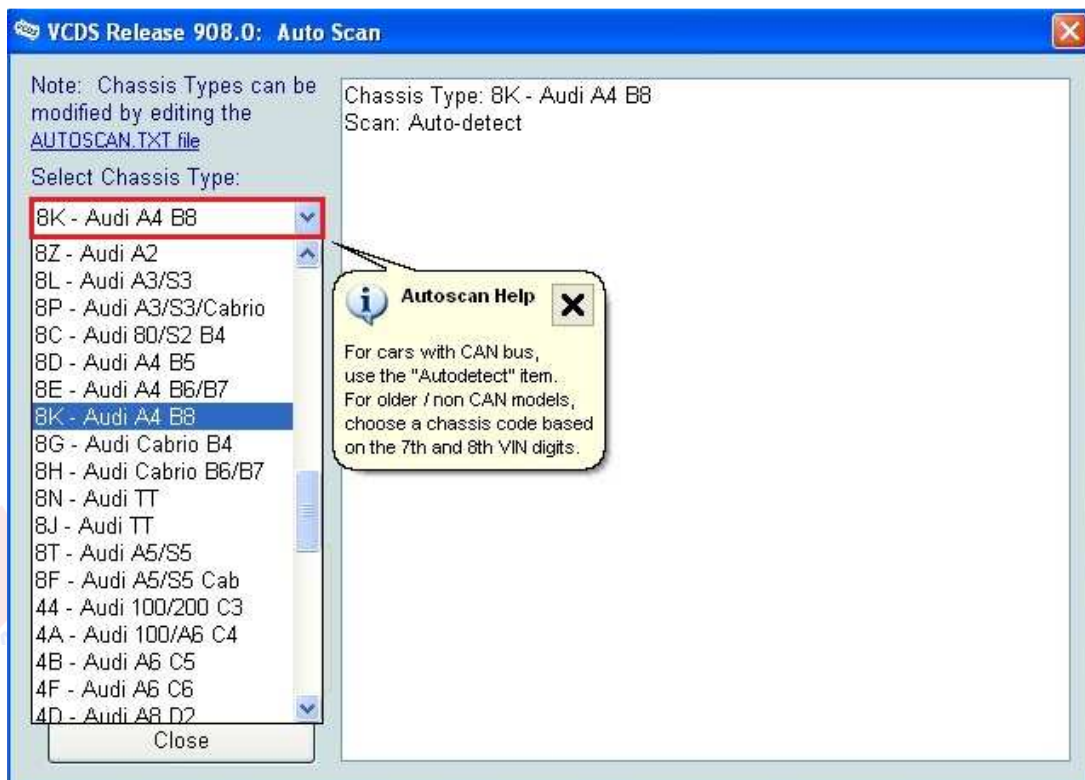 VCDS Release 908.0: Auto Scan
Note: Chassis Types can be
modified by editing the
AUTOSCAN.TXT file
Select Chassis Type:
8K - Audi A4 B8
8Z - Audi A2
8L - Audi A3/S3
8P - Audi A3/S3/Cabrio
8C - Audi 80/S2 B4
8D - Audi A4 B5
8E - Audi A4 B6/B7
8K - Audi A4 B8
8G - Audi Cabrio B4
8H - Audi Cabrio B6/B7
8N - Audi TT
8J - Audi TT
8T - Audi A5/S5
8F - Audi A5/S5 Cab
44 - Audi 100/200 C3
4A - Audi 100/A6 C4
4B - Audi A6 C5
4F - Audi A6 C6
4D - Audi A8 D2
Close
Chassis Type: 8K - Audi A4 B8
Scan: Auto-detect
Autoscan Help
For cars with CAN bus,
use the "Autodetect" item.
For older / non CAN models,
choose a chassis code based
on the 7th and 8th VIN digits.